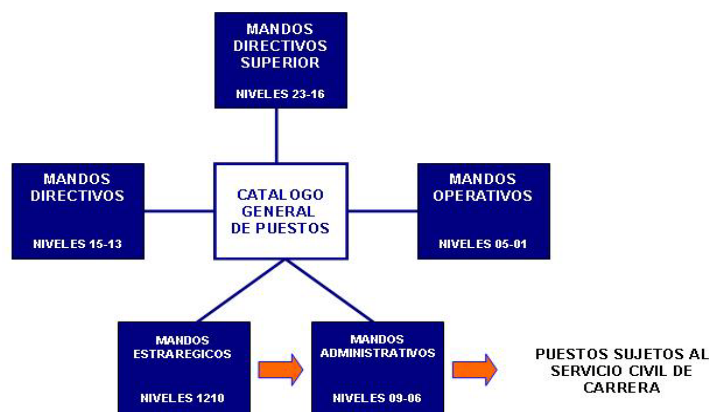 MANDOS
DIRECTIVOS
SUPERIOR
NIVELES 23-16
MANDOS
DIRECTIVOS
NIVELES 15-13
CATALOGO
GENERAL
DE PUESTOS
MANDOS
OPERATIVOS
NIVELES 05-01
MANDOS
ESTRAREGICOS
NIVELES 1210
MANDOS
ADMINISTRATIVOS
NIVELES 09-06
PUESTOS SUJETOS AL
SERVICIO CIVIL DE
CARRERA